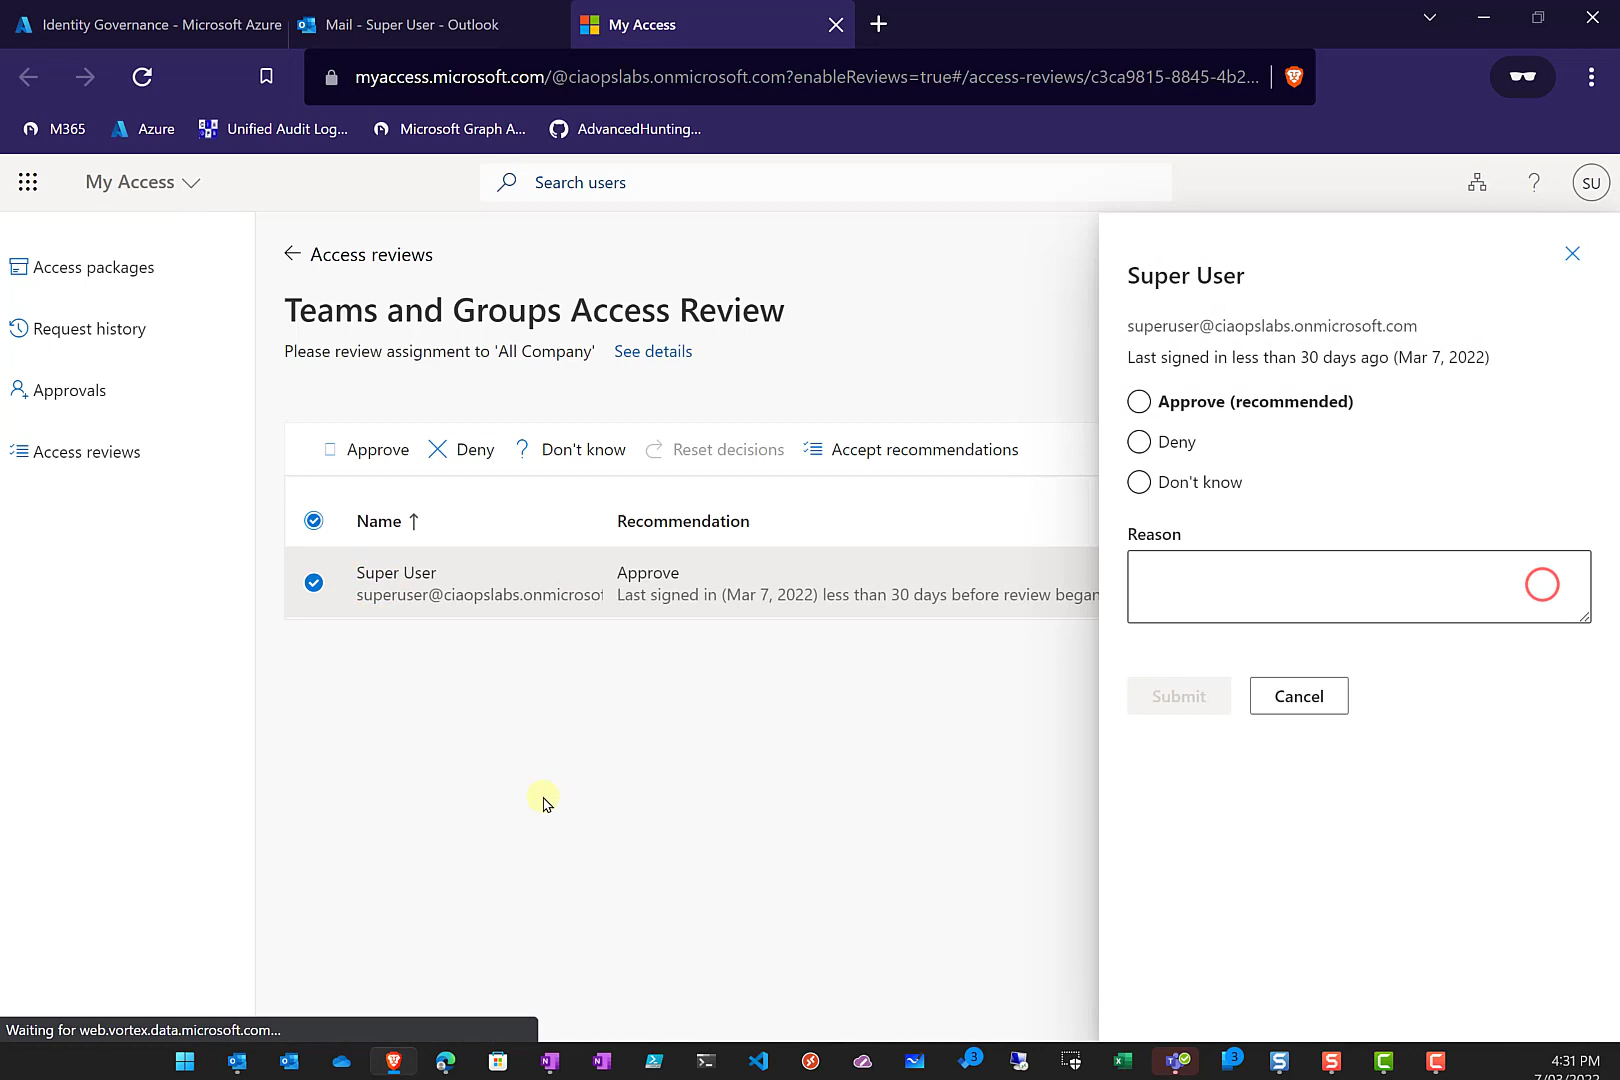 Identity Governance - Microsoft Azure
Mail - Super User - Outlook
My Access
myaccess.microsoft.com/@ciaopslabs.onmicrosoft.com?enableReviews=true#/access-reviews/c3ca9815-8845-4b2...
M365
Azure
Unified Audit Log...
Microsoft Graph A...
AdvancedHunting...
My Access
Search users
?
SU
Access packages
Request history
Approvals
Access reviews
Access reviews
Teams and Groups Access Review
Please review assignment to 'All Company' See details
Approve
Deny
? Don't know
Reset decisions
Accept recommendations
Name
Recommendation
Super User
superuser@ciaopslabs.onmicrosof
Approve
Last signed in (Mar 7, 2022) less than 30 days before review began
Super User
superuser@ciaopslabs.onmicrosoft.com
Last signed in less than 30 days ago (Mar 7, 2022)
Approve (recommended)
Deny
Don't know
Reason
Submit
Cancel
Waiting for web.vortex.data.microsoft.com...
3
3
4:31 PM
7/03/2022